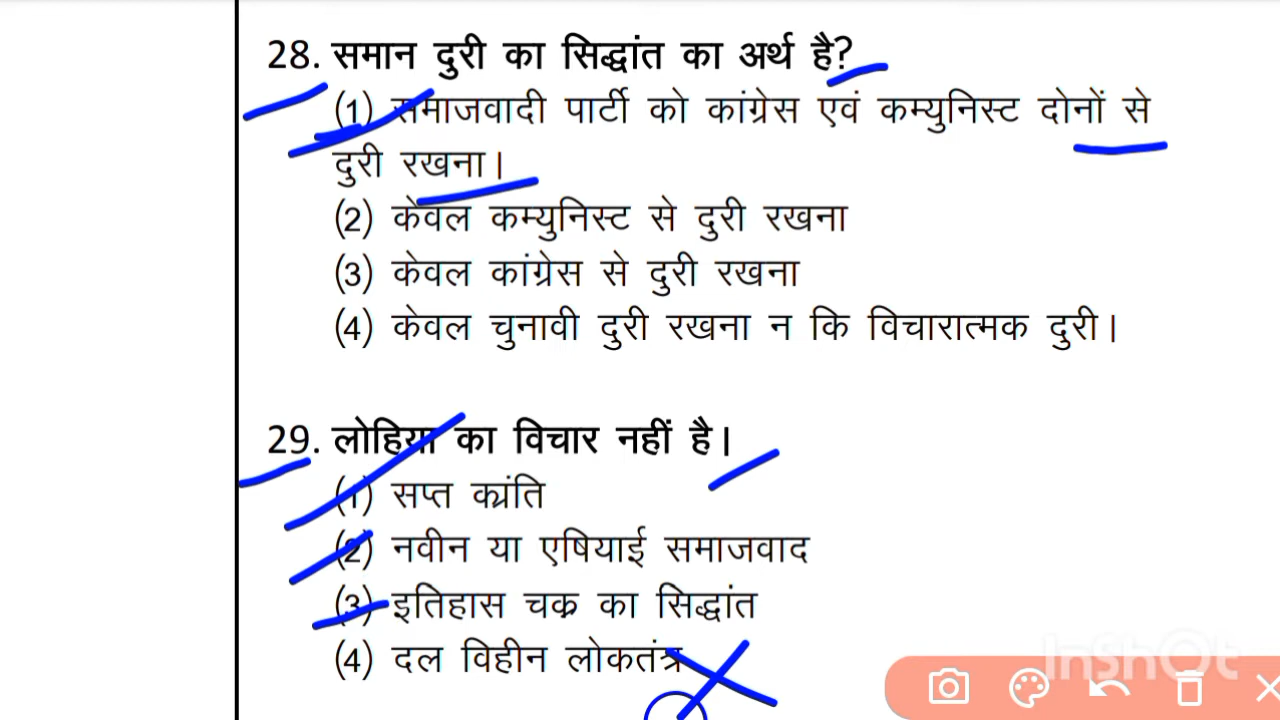 28. समान दुरी का सिद्धांत का अर्थ है?
(1) समाजवादी पार्टी को कांग्रेस एवं कम्युनिस्ट दोनों से
दुरी रखना।
(2) केवल कम्युनिस्ट से दुरी रखना
(3) केवल कांग्रेस से दुरी रखना
(4) केवल चुनावी दुरी रखना न कि विचारात्मक दुरी।
29. लोहिया का विचार नहीं है।
(1) सप्त क्रांति
(2) नवीन या एषियाई समाजवाद
(3) इतिहास चक्र का सिद्धांत
(4) दल विहीन लोकतंत्र
InShOt